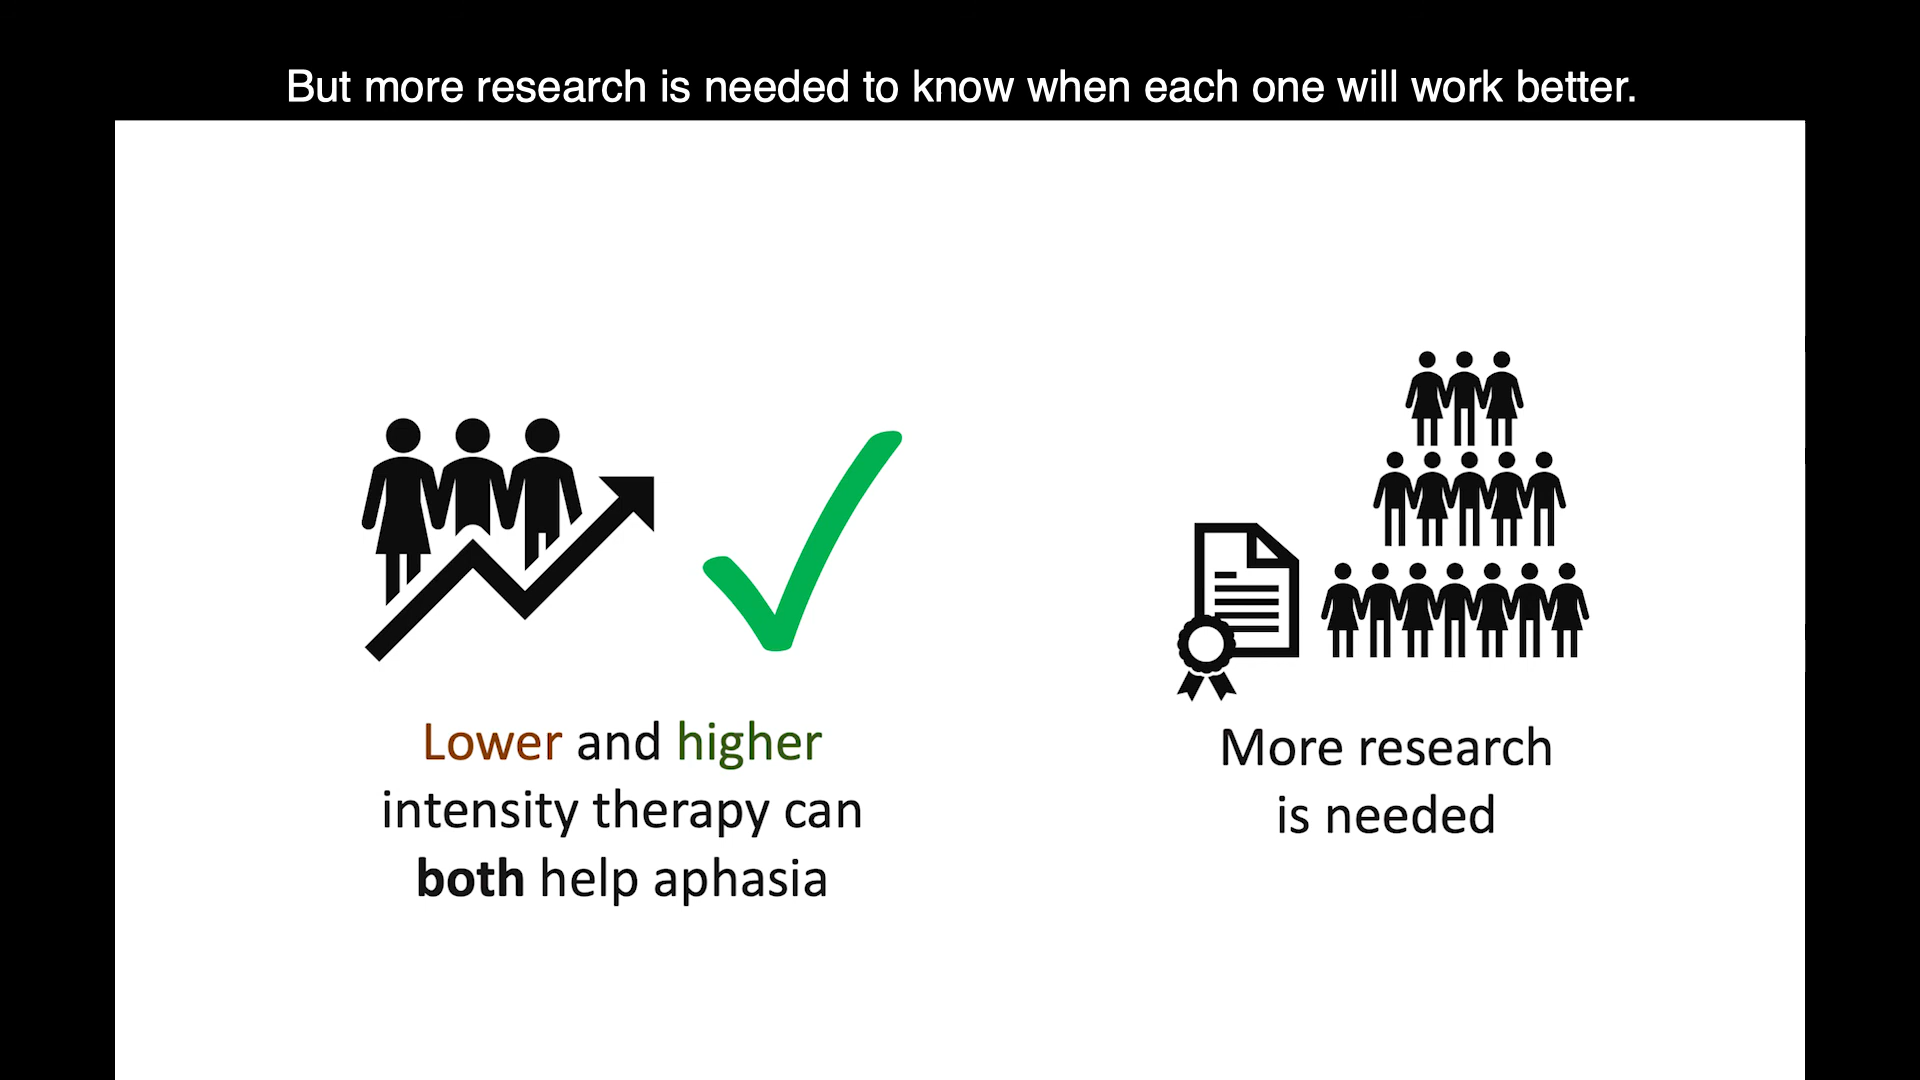 But more research is needed to know when each one will work better.
Lower and higher
intensity therapy can
both help aphasia
More research
is needed